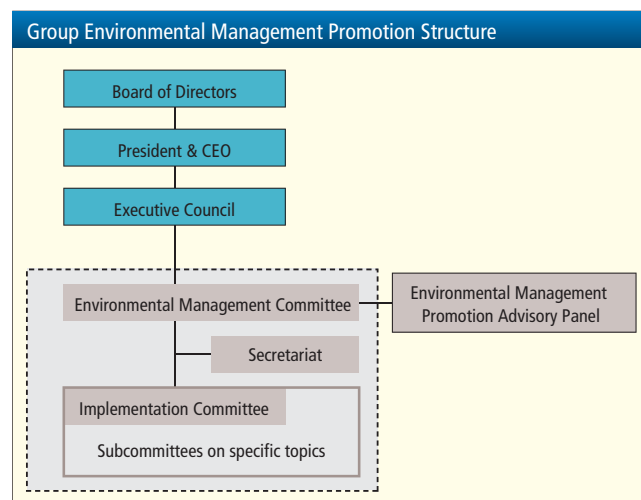 Group Environmental Management Promotion Structure
Board of Directors
President & CEO
Executive Council
Environmental Management Committee
Environmental Management
Promotion Advisory Panel
Secretariat
Implementation Committee
Subcommittees on specific topics